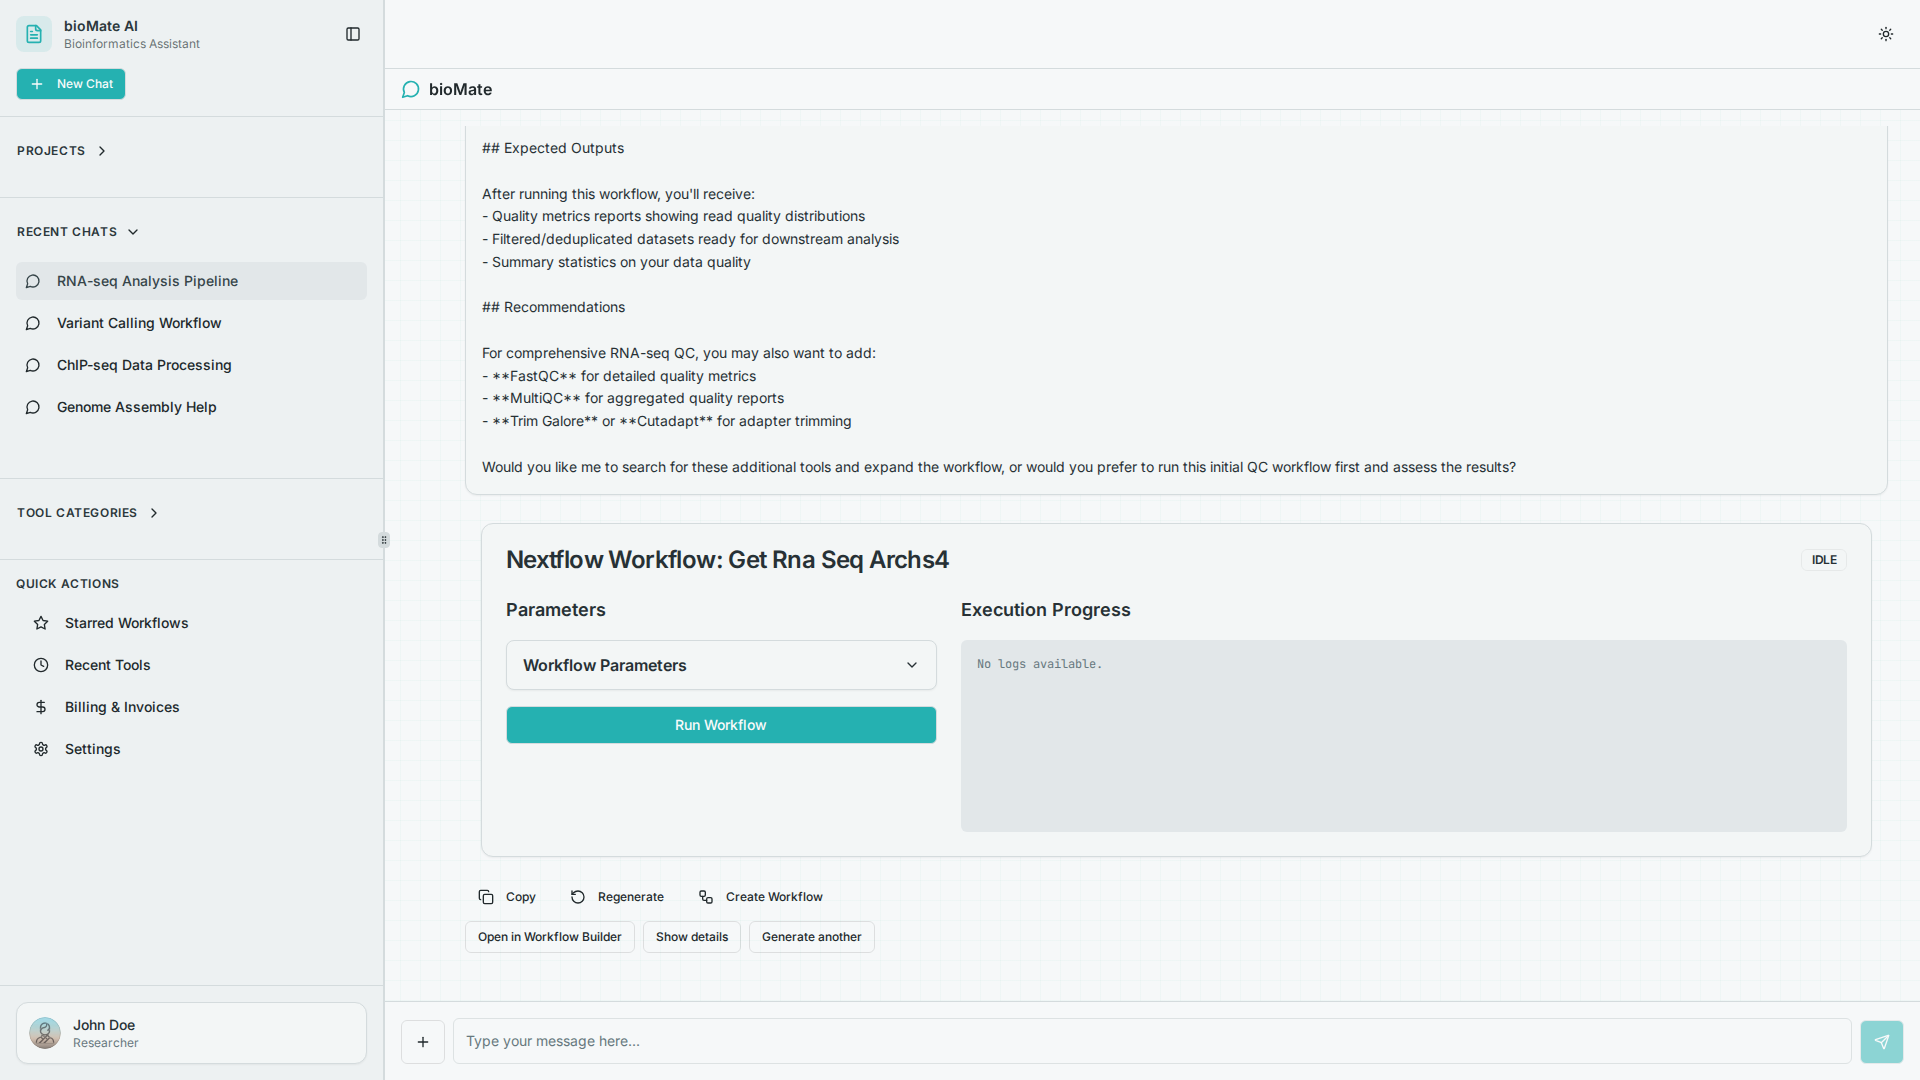 bioMate AI
Bioinformatics Assistant
New Chat
PROJECTS
RECENT CHATS
RNA-seq Analysis Pipeline
Variant Calling Workflow
ChIP-seq Data Processing
Genome Assembly Help
TOOL CATEGORIES
QUICK ACTIONS
Starred Workflows
Recent Tools
Billing & Invoices
Settings
John Doe
Researcher
bioMate
## Expected Outputs
After running this workflow, you'll receive:
- Quality metrics reports showing read quality distributions
- Filtered/deduplicated datasets ready for downstream analysis
- Summary statistics on your data quality
## Recommendations
For comprehensive RNA-seq QC, you may also want to add:
- **FastQC** for detailed quality metrics
- **MultiQC** for aggregated quality reports
- **Trim Galore** or **Cutadapt** for adapter trimming
Would you like me to search for these additional tools and expand the workflow, or would you prefer to run this initial QC workflow first and assess the results?
Nextflow Workflow: Get Rna Seq Archs4
IDLE
Parameters
Workflow Parameters
Run Workflow
Execution Progress
No logs available.
Copy
Regenerate
Create Workflow
Open in Workflow Builder
Show details
Generate another
Type your message here...